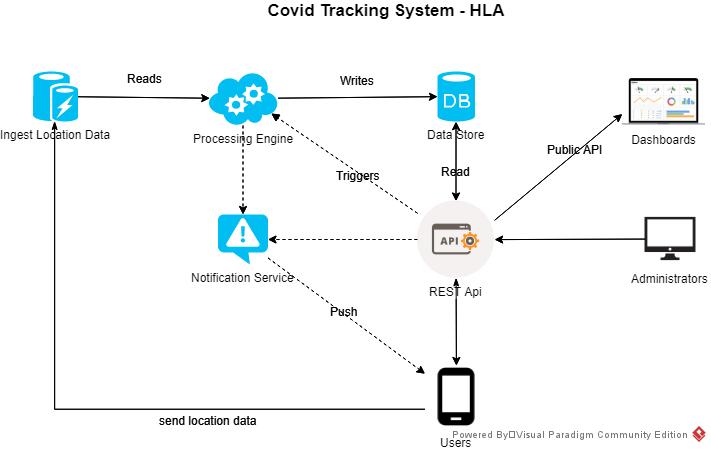 Covid Tracking System - HLA
Reads
Writes
DB
Ingest Location Data
Processing Engine
Data Store
Dashboards
Public API
Triggers
Read
API
Notification Service
REST Api
Administrators
Push
send location data
Users
Powered By□Visual Paradigm Community Edition